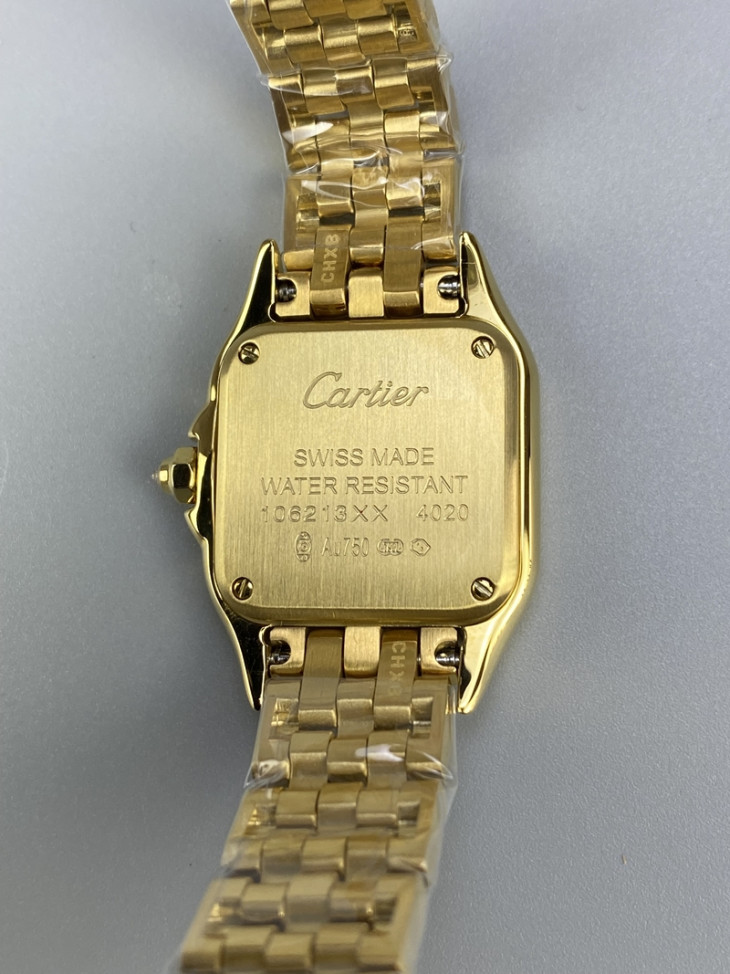 CHX8
Cartier
SWISS MADE
WATER RESISTANT
106213XX 4020
Au750
CHX8